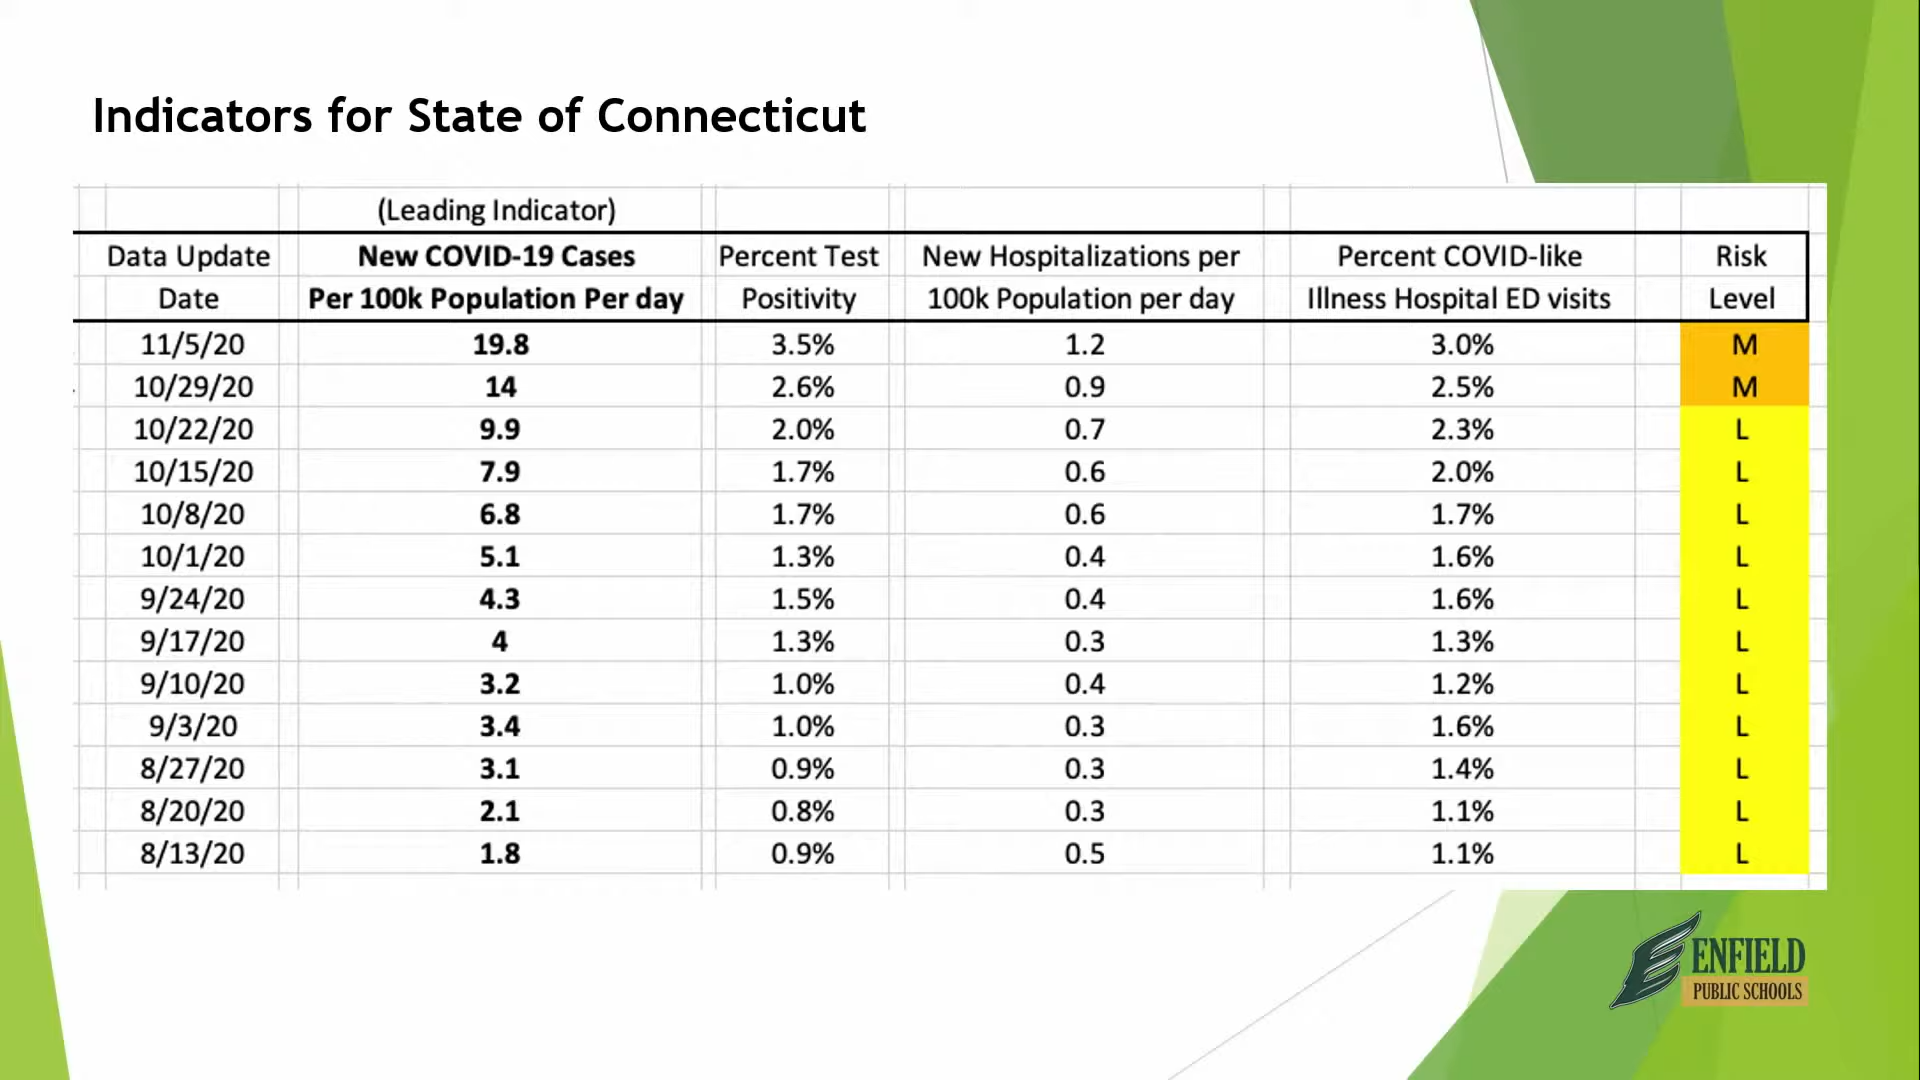 Indicators for State of Connecticut
(Leading Indicator)
Data Update New COVID-19 Cases Percent Test New Hospitalizations per Percent COVID-like Risk
Date Per 100k Population Per day Positivity 100k Population per day Illness Hospital ED visits Level
11/5/20 19.8 3.5% 1.2 3.0% M
10/29/20 14 2.6% 0.9 2.5% M
10/22/20 9.9 2.0% 0.7 2.3% L
10/15/20 7.9 1.7% 0.6 2.0% L
10/8/20 6.8 1.7% 0.6 1.7% L
10/1/20 5.1 1.3% 0.4 1.6% L
9/24/20 4.3 1.5% 0.4 1.6% L
9/17/20 4 1.3% 0.3 1.3% L
9/10/20 3.2 1.0% 0.4 1.2% L
9/3/20 3.4 1.0% 0.3 1.6% L
8/27/20 3.1 0.9% 0.3 1.4% L
8/20/20 2.1 0.8% 0.3 1.1% L
8/13/20 1.8 0.9% 0.5 1.1% L
ENFIELD
PUBLIC SCHOOLS